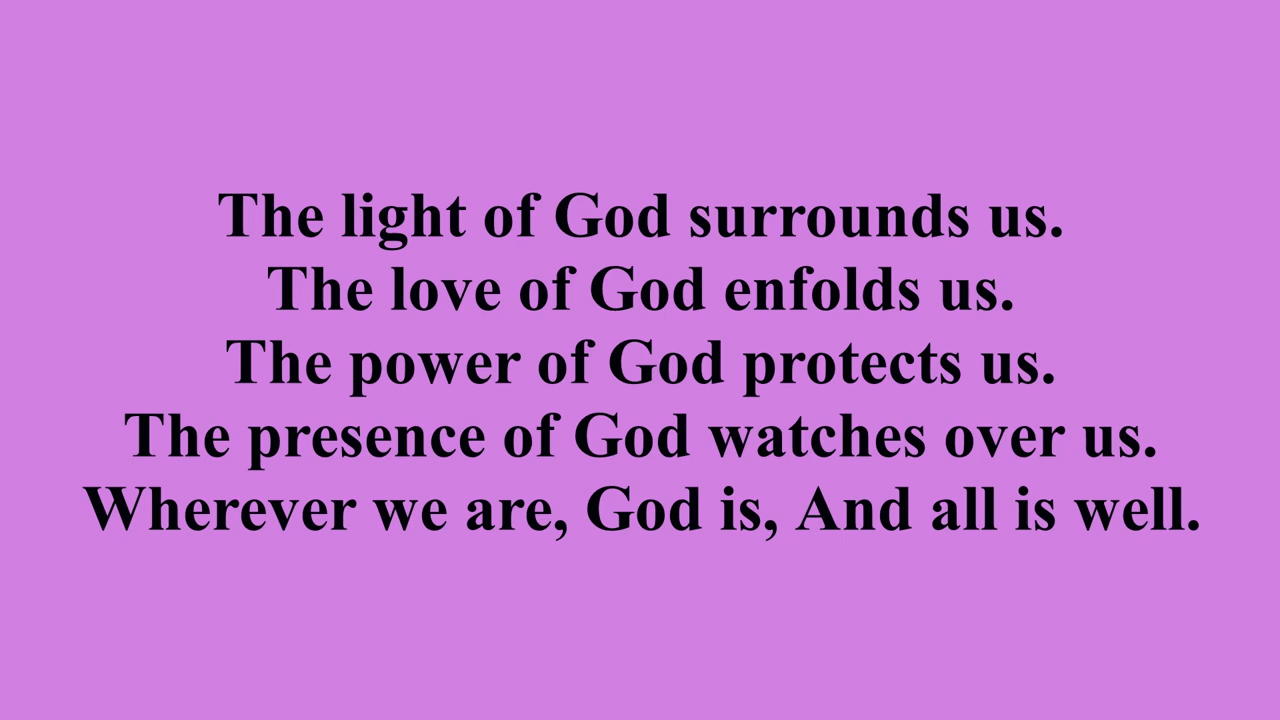 The light of God surrounds us.
The love of God enfolds us.
The power of God protects us.
The presence of God watches over us.
Wherever we are, God is, And all is well.